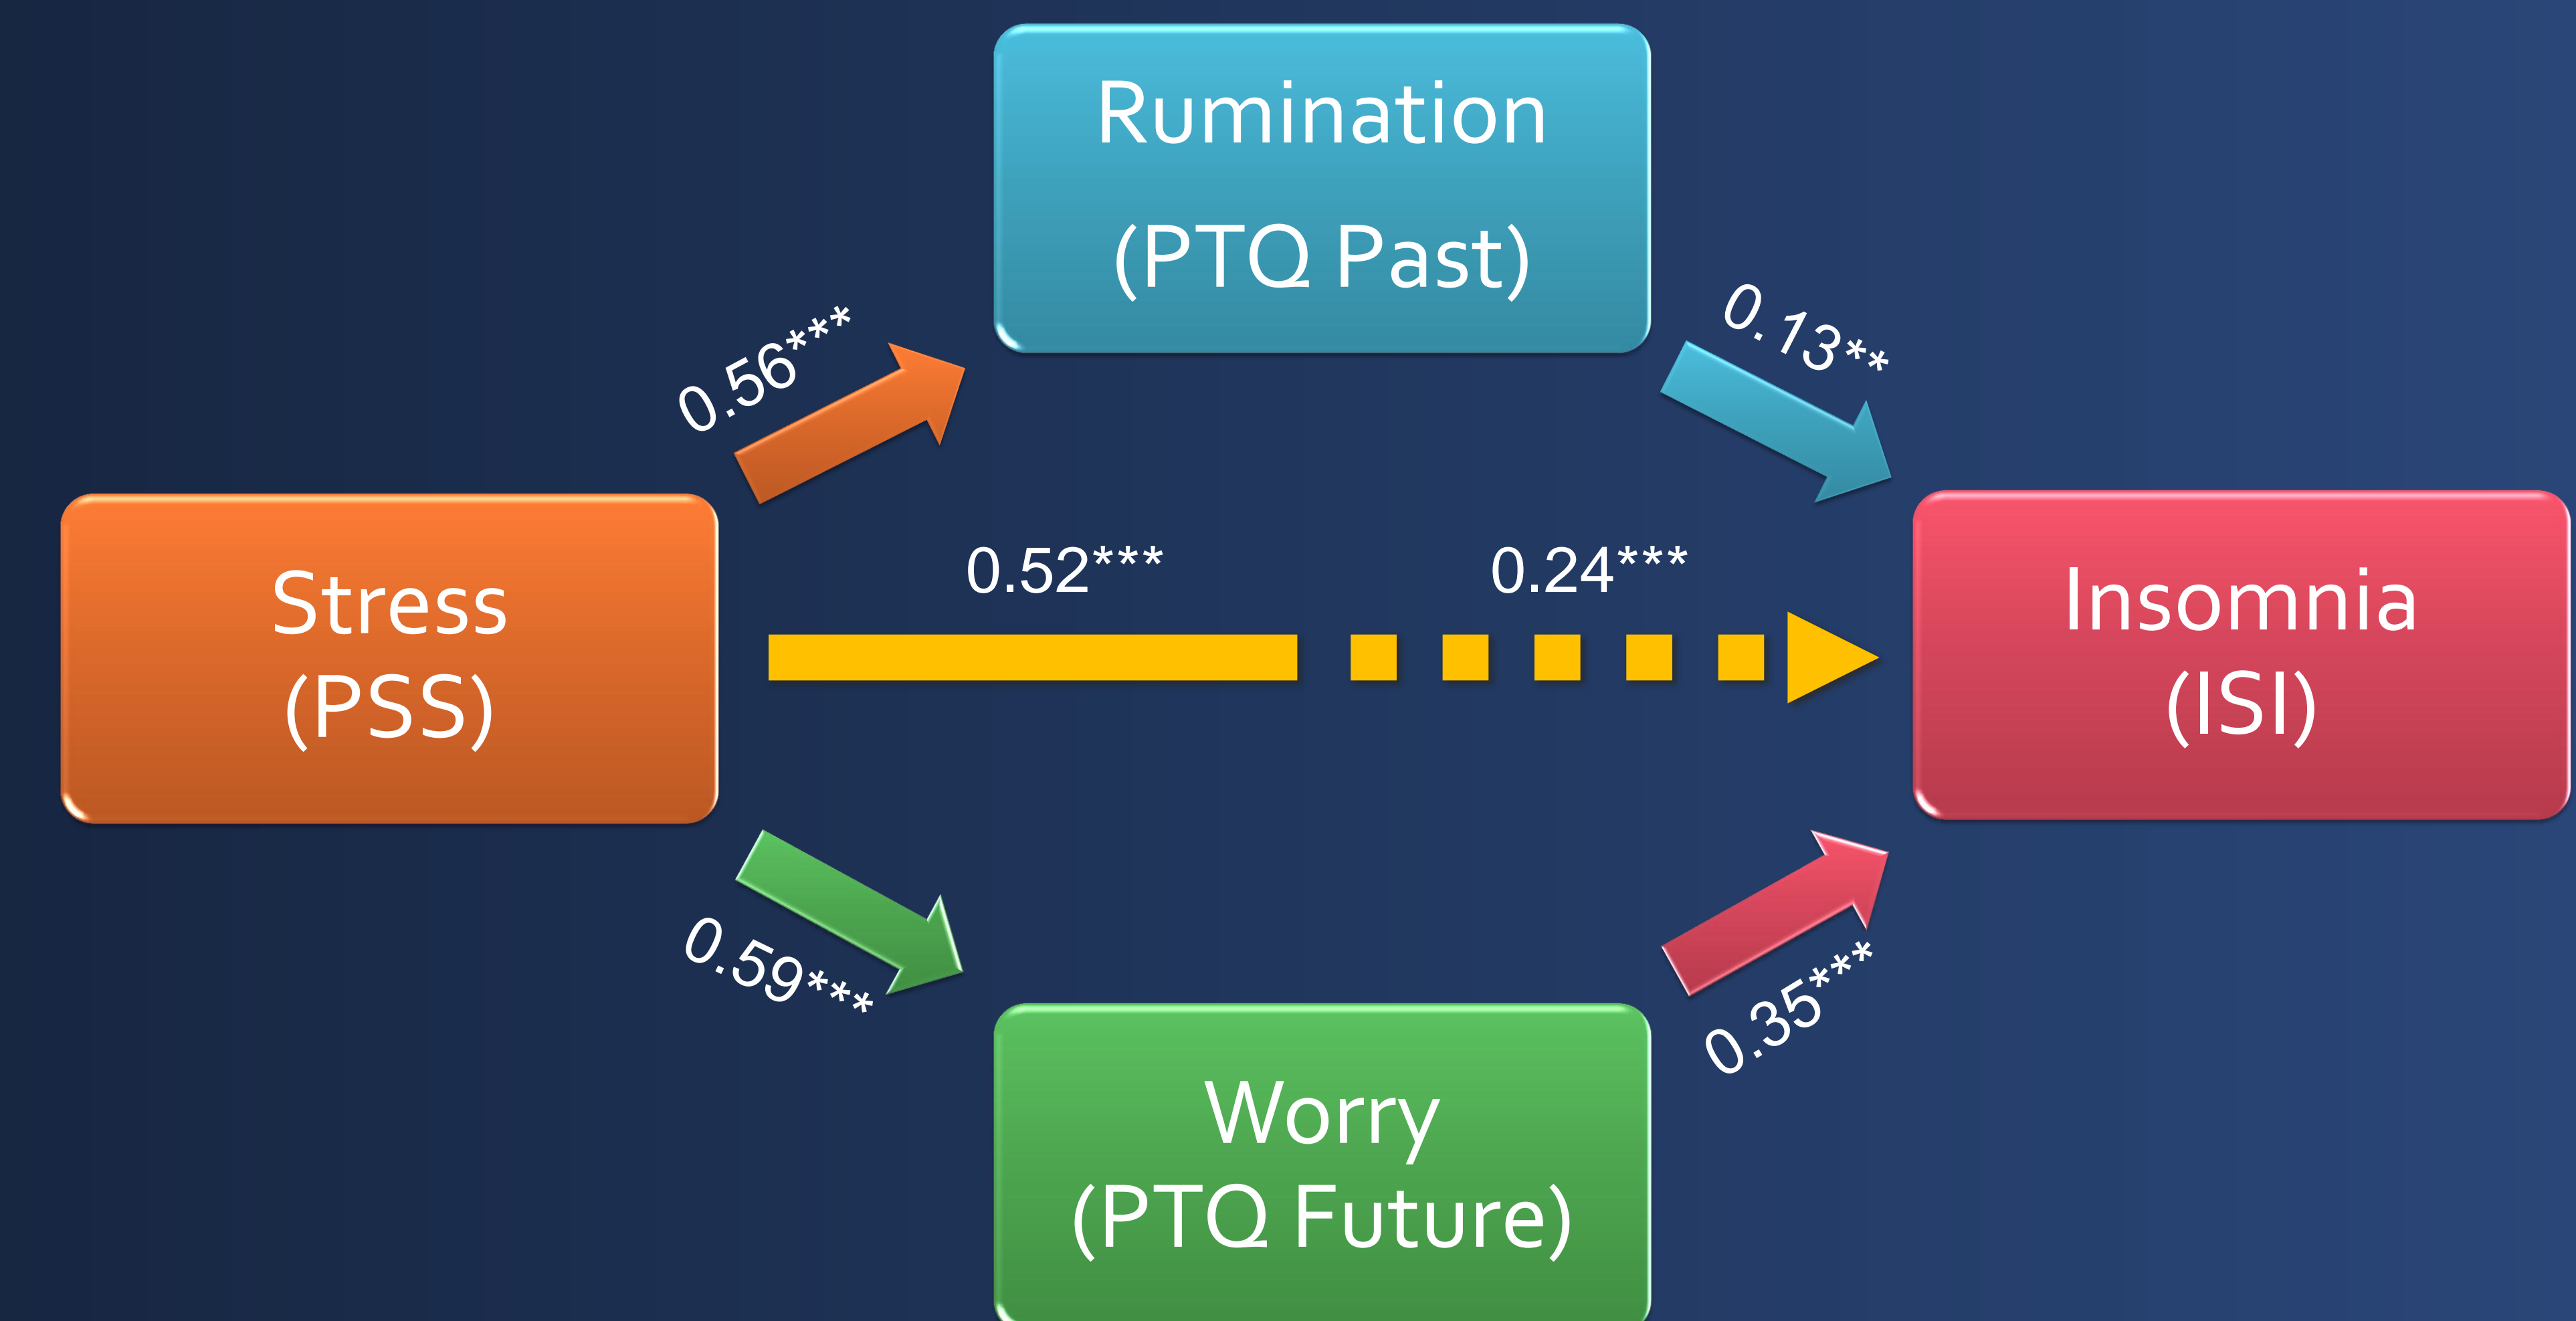 Rumination
(PTQ Past)
0.56***
0.13**
Stress
(PSS)
0.52***
0.24***
Insomnia
(ISI)
0.59***
0.35***
Worry
(PTQ Future)